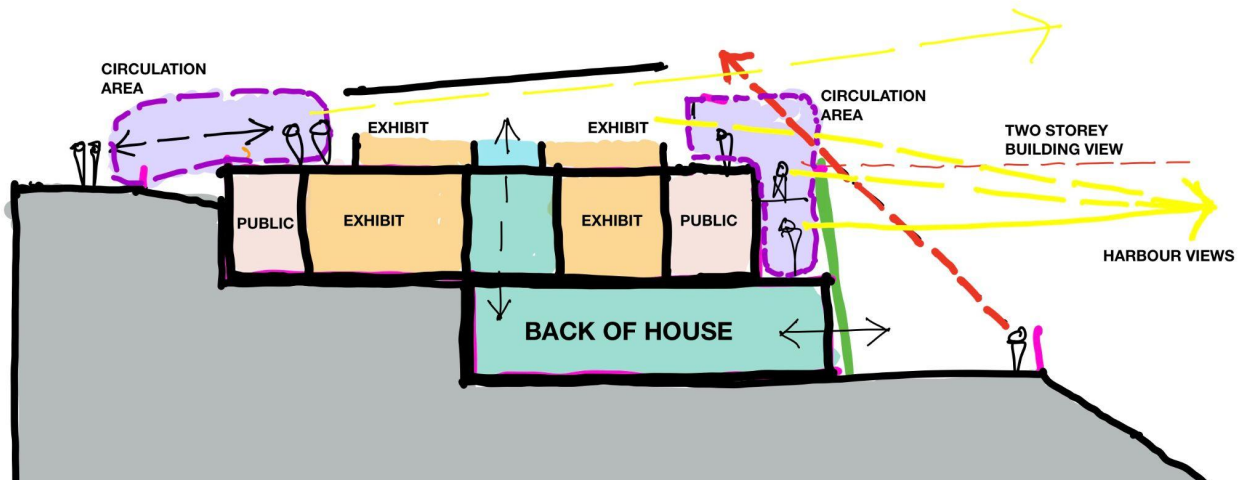 CIRCULATION
AREA
EXHIBIT
EXHIBIT
CIRCULATION
AREA
TWO STOREY
BUILDING VIEW
PUBLIC
EXHIBIT
EXHIBIT
PUBLIC
HARBOUR VIEWS
BACK OF HOUSE